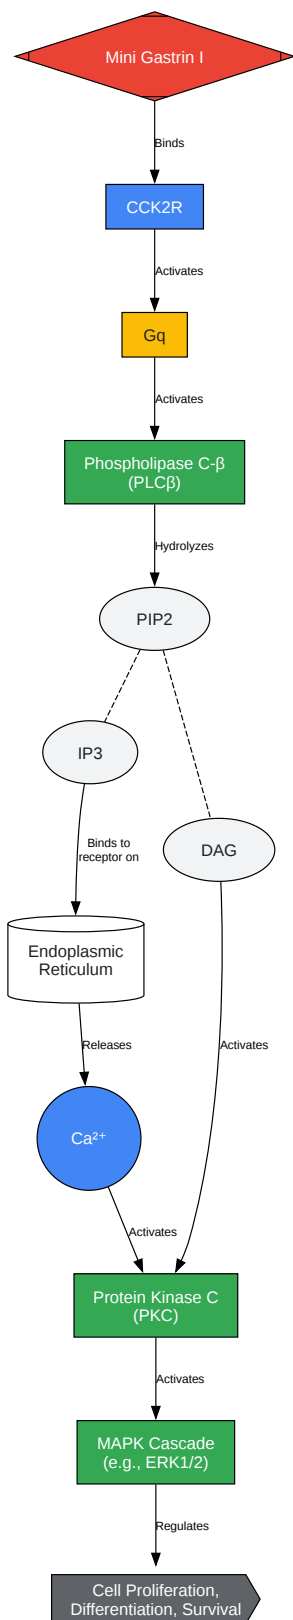 Mini Gastrin I
Binds
CCK2R
Activates
Gq
Activates
Phospholipase C-β
(PLCβ)
Hydrolyzes
PIP2
IP3
Binds to
receptor on
DAG
Endoplasmic
Reticulum
Releases
Activates
Ca²⁺
Activates
Protein Kinase C
(PKC)
Activates
MAPK Cascade
(e.g., ERK1/2)
Regulates
Cell Proliferation,
Differentiation, Survival